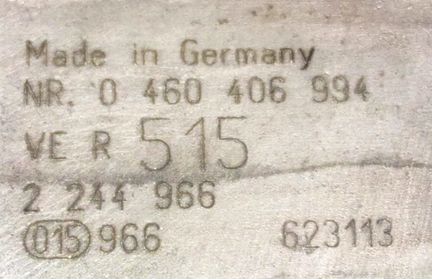 Made in Germany
NR. 0 460 406 994
VE R 515
2 244 966
015 966 623113